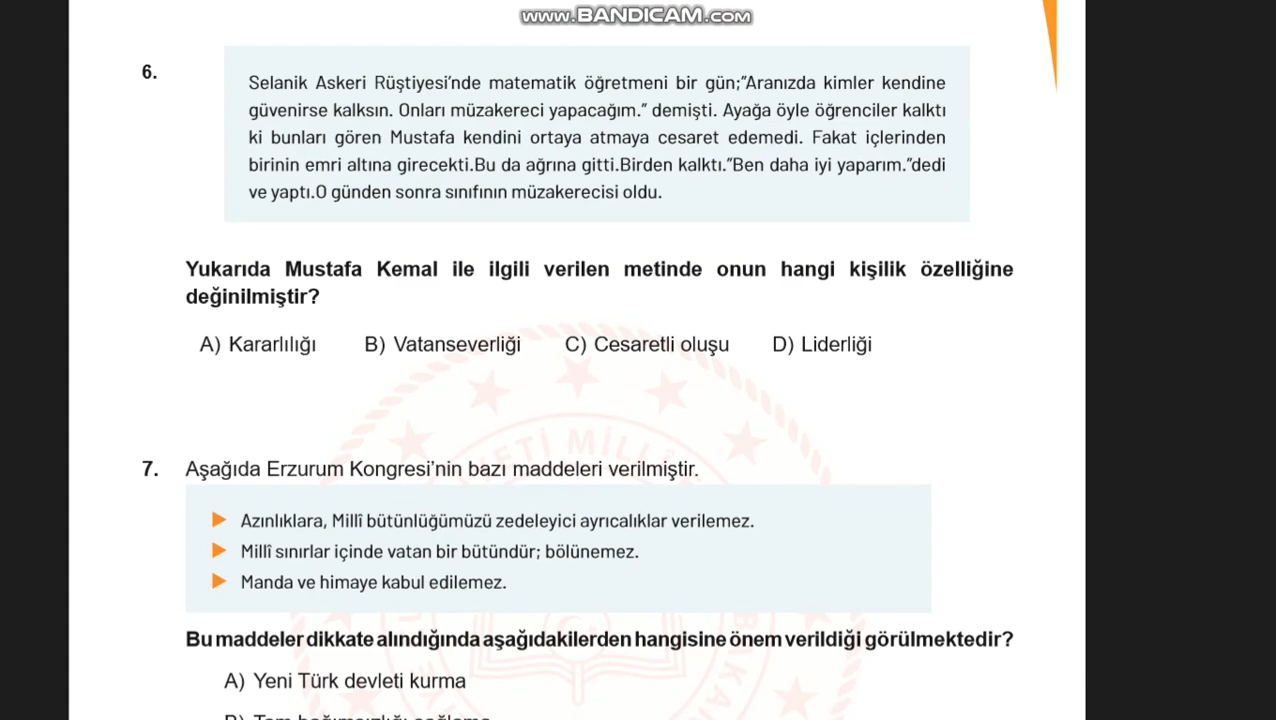 www.BANDICAM.com
6.
Selanik Askeri Rüştiyesi'nde matematik öğretmeni bir gün;"Aranızda kimler kendine
güvenirse kalksın. Onları müzakereci yapacağım." demişti. Ayağa öyle öğrenciler kalktı
ki bunları gören Mustafa kendini ortaya atmaya cesaret edemedi. Fakat içlerinden
birinin emri altına girecekti.Bu da ağrına gitti.Birden kalktı."Ben daha iyi yaparım."dedi
ve yaptı.O günden sonra sınıfının müzakerecisi oldu.
Yukarıda Mustafa Kemal ile ilgili verilen metinde onun hangi kişilik özelliğine
değinilmiştir?
A) Kararlılığı B) Vatanseverliği C) Cesaretli oluşu D) Liderliği
7. Aşağıda Erzurum Kongresi'nin bazı maddeleri verilmiştir.
Azınlıklara, Millî bütünlüğümüzü zedeleyici ayrıcalıklar verilemez.
Millî sınırlar içinde vatan bir bütündür; bölünemez.
Manda ve himaye kabul edilemez.
Bu maddeler dikkate alındığında aşağıdakilerden hangisine önem verildiği görülmektedir?
A) Yeni Türk devleti kurma
B) Tam bağımsızlığı sağlama